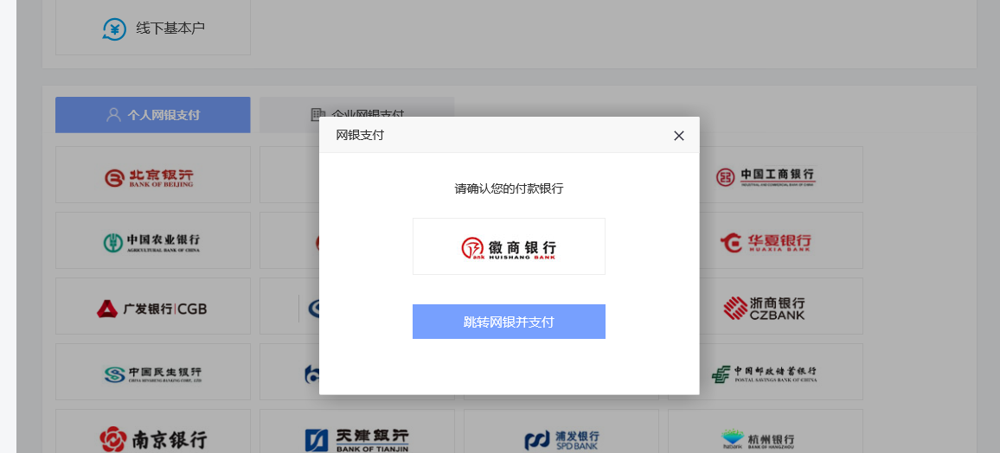 线下基本户
个人网银支付
企业网银支付
网银支付
请确认您的付款银行
徽商银行
ank HUISHANG BANK
跳转网银并支付
北京银行
BANK OF BEIJING
中国工商银行
INDUSTRIAL AND COMMERCIAL BANK OF CHINA
中国农业银行
AGRICULTURAL BANK OF CHINA
华夏银行
HUAXIA BANK
广发银行|CGB
浙商银行
CZBANK
中国民生银行
CHINA MINSHENG BANKING CORP., LTD
中国邮政储蓄银行
POSTAL SAVINGS BANK OF CHINA
南京银行
天津银行
BANK OF TIANJIN
浦发银行
SPD BANK
杭州银行
BANK OF HANGZHOU